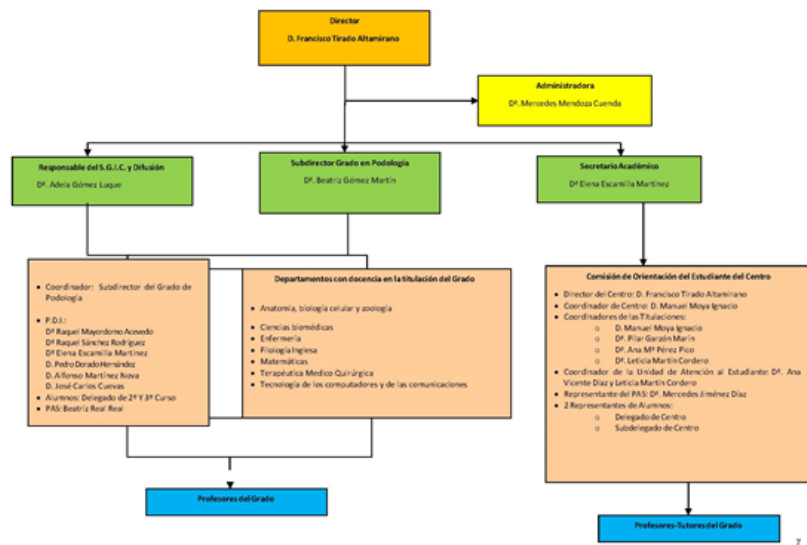 Director
D. Francisco Tirado Altamirano
Administradora
Dª. Mercedes Mendoza Cuenda
Responsable del S.G.I.C. y Difusión
Dª. Adela Gómez Luque
Subdirector Grado en Podología
Dª. Beatriz Gómez Martín
Secretario Académico
Dª Elena Escamilla Martínez
• Coordinador: Subdirector del Grado de
Podología
• P.D.I.:
Dª Raquel Mayordomo Acevedo
Dª Raquel Sánchez Rodríguez
Dª Elena Escamilla Martínez
D. Pedro Dorado Hernández
D. Alfonso Martínez Nova
D. José Carlos Cuevas
• Alumnos: Delegado de 2º Y 3º Curso
• PAS: Beatriz Real Real
Departamentos con docencia en la titulación del Grado
• Anatomía, biología celular y zoología
• Ciencias biomédicas
• Enfermería
• Filología Inglesa
• Matemáticas
• Terapéutica Medico Quirúrgica
• Tecnología de los computadores y de las comunicaciones
Comisión de Orientación del Estudiante del Centro
• Director del Centro: D. Francisco Tirado Altamirano
• Coordinador de Centro: D. Manuel Moya Ignacio
• Coordinadores de las Titulaciones:
o D. Manuel Moya Ignacio
o Dª. Pilar Garzón Marín
o Dª. Ana Mª Pérez Pico
o Dª. Leticia Martín Cordero
• Coordinador de la Unidad de Atención al Estudiante: Dª. Ana
Vicente Díaz y Leticia Martín Cordero
• Representante del PAS: Dª. Mercedes Jiménez Díaz
• 2 Representantes de Alumnos:
o Delegado de Centro
o Subdelegado de Centro
Profesores del Grado
Profesores-Tutores del Grado
7